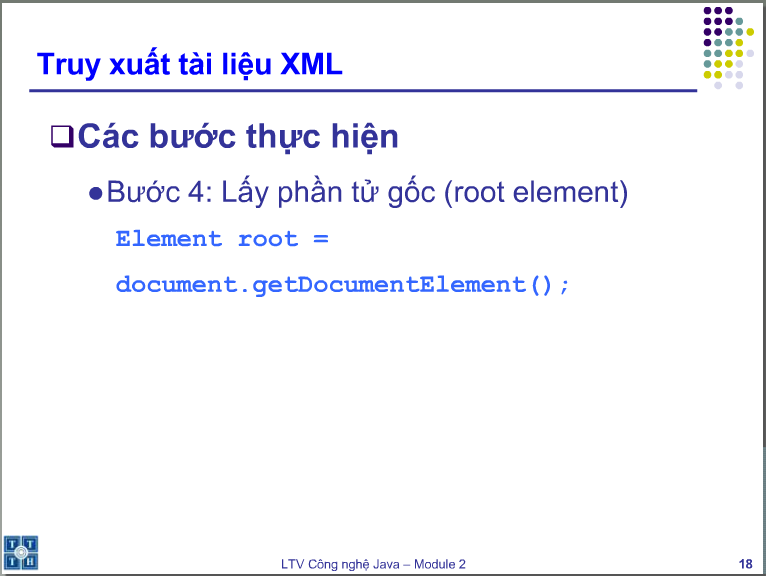 Truy xuất tài liệu XML
Các bước thực hiện
Bước 4: Lấy phần tử gốc (root element)
Element root =
document.getDocumentElement();
T T
T H
LTV Công nghệ Java – Module 2
18